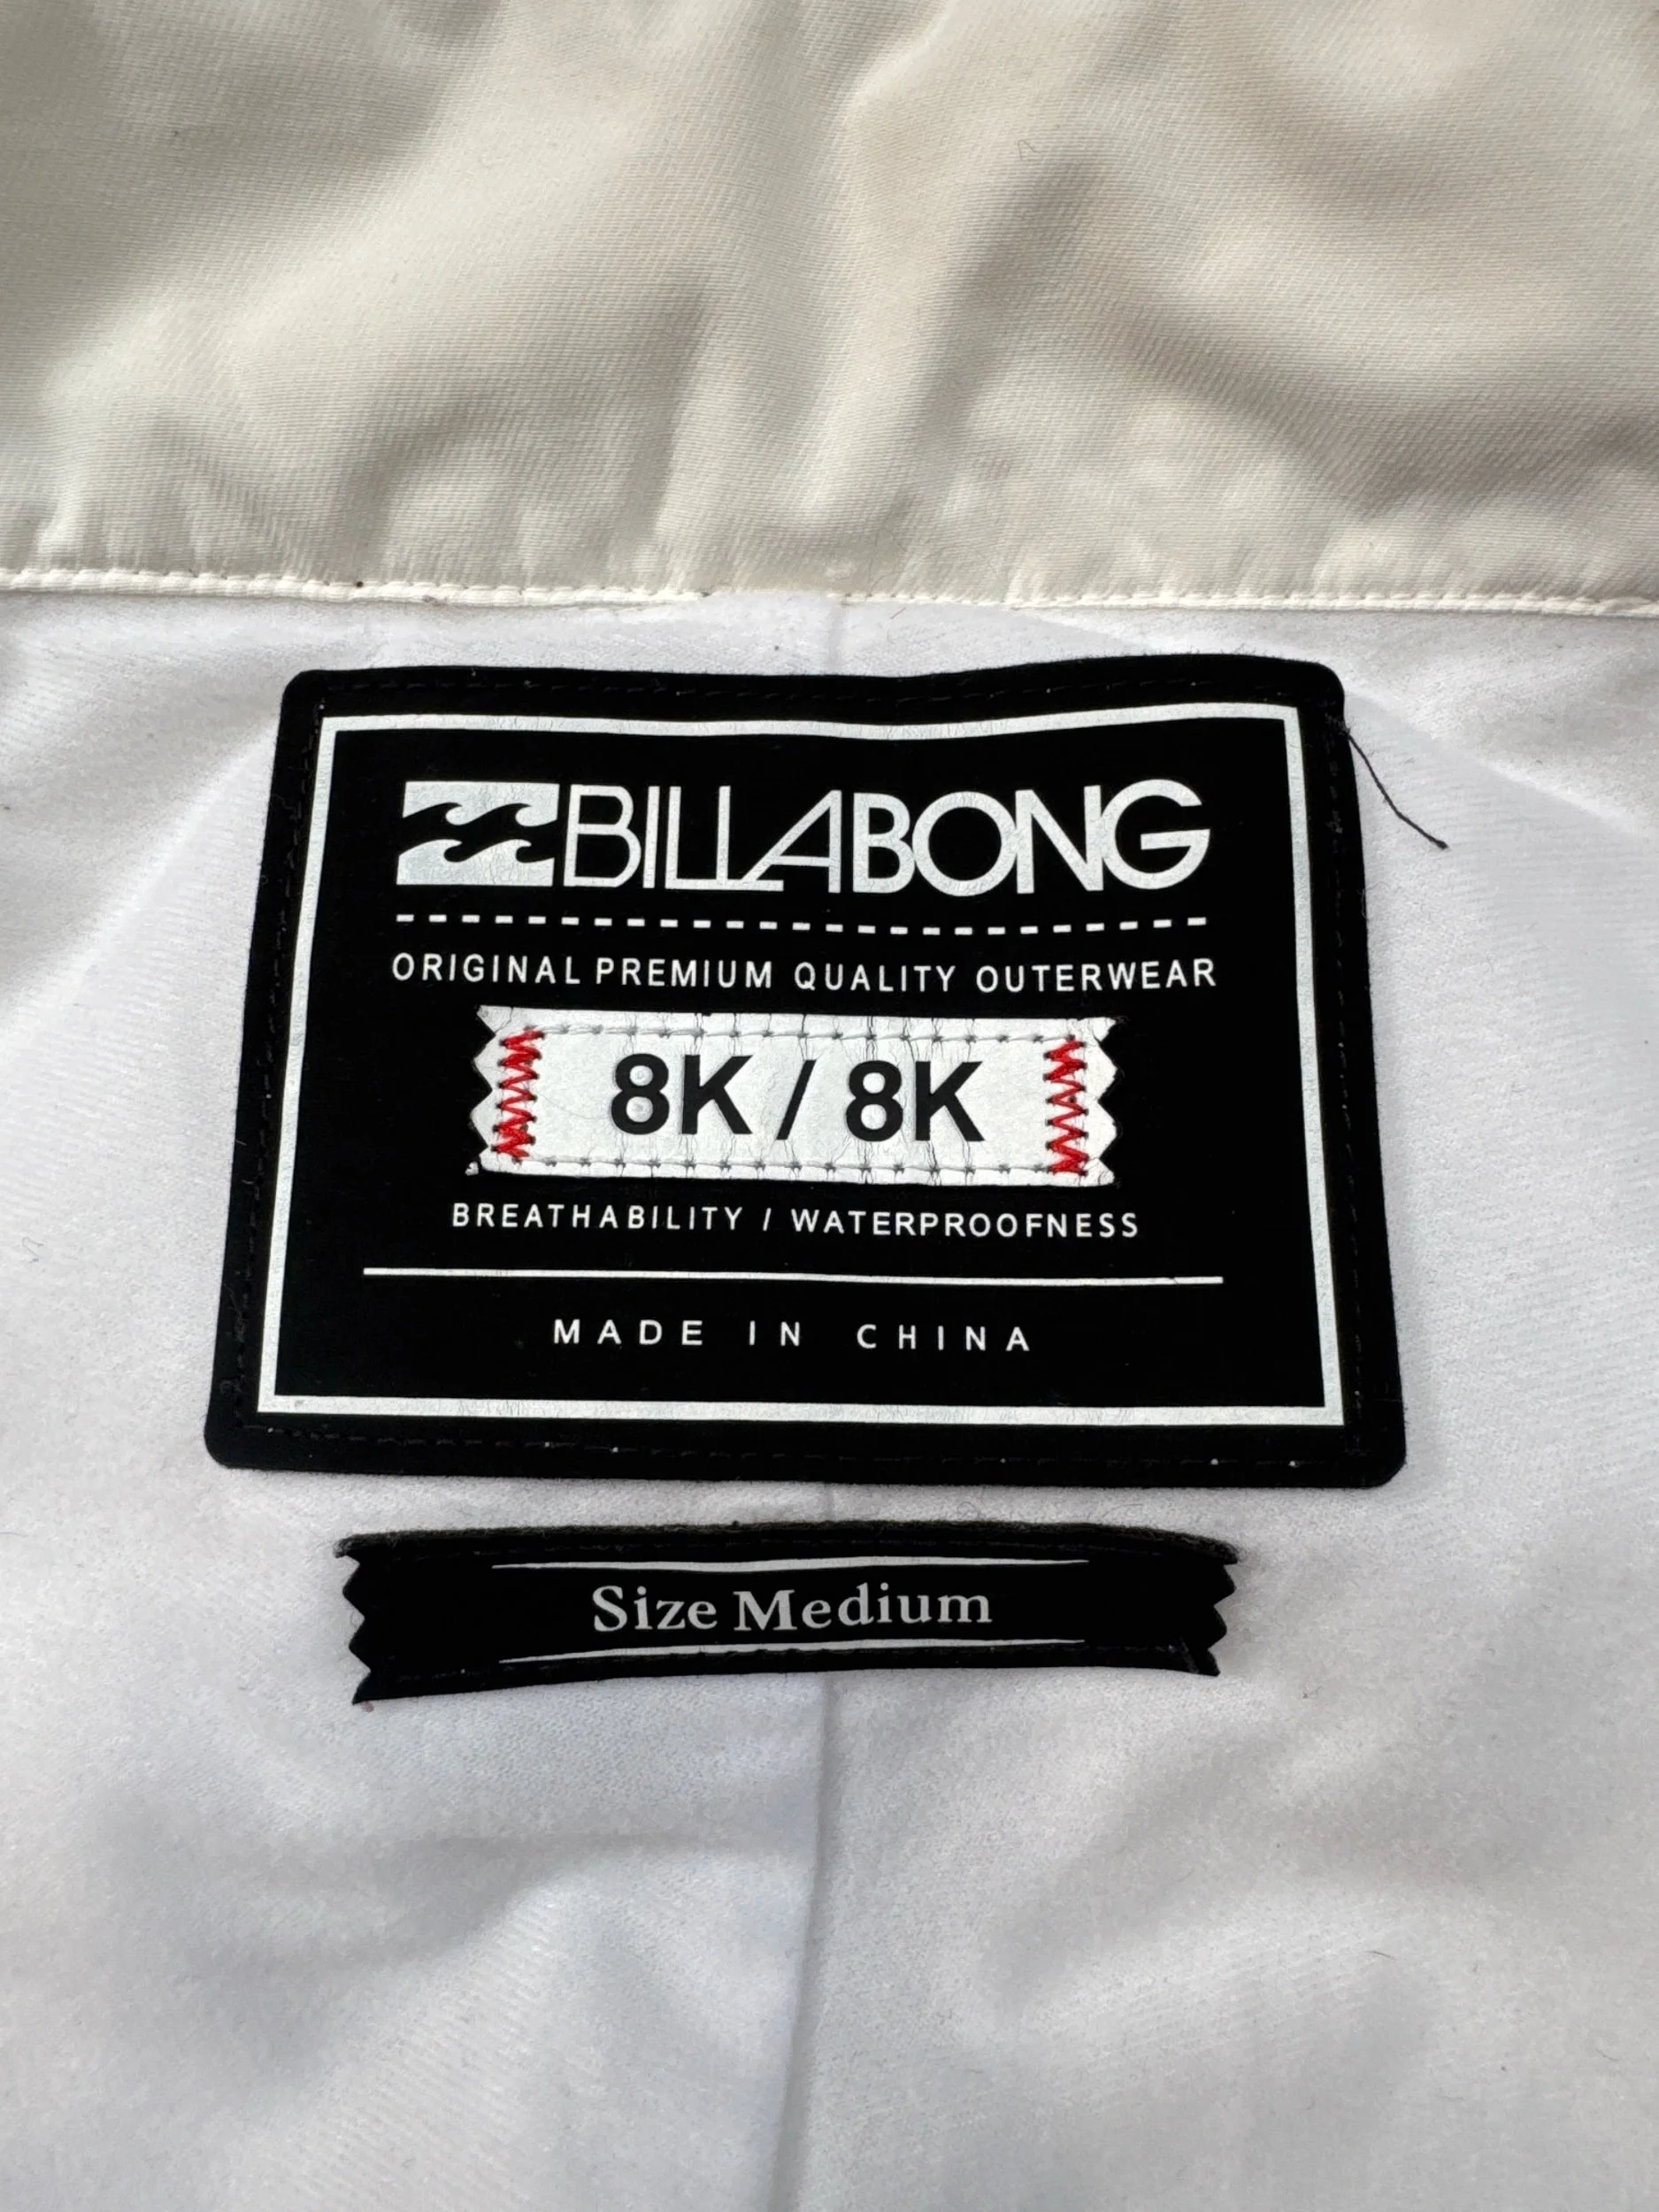 BILLABONG
ORIGINAL PREMIUM QUALITY OUTERWEAR
8K / 8K
BREATHABILITY / WATERPROOFNESS
MADE IN CHINA
Size Medium